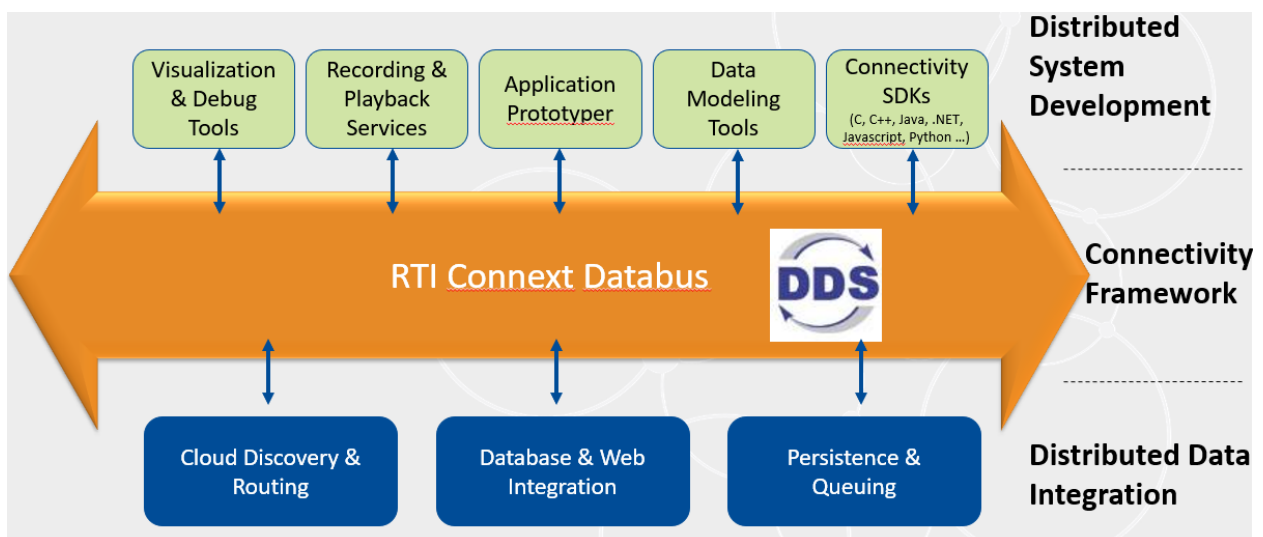 Distributed
System
Development
Visualization
& Debug
Tools
Recording &
Playback
Services
Application
Prototyper
Data
Modeling
Tools
Connectivity
SDKs
(C, C++, Java, .NET,
Javascript, Python ...)
RTI Connext Databus
DDS
Connectivity
Framework
Cloud Discovery &
Routing
Database & Web
Integration
Persistence &
Queuing
Distributed Data
Integration